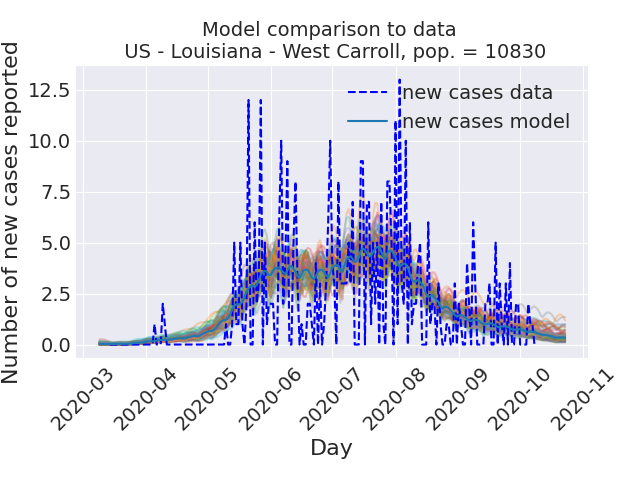 Model comparison to data
US - Louisiana - West Carroll, pop. = 10830
Number of new cases reported
12.5
10.0
7.5
5.0
2.5
0.0
new cases data
new cases model
2020-03
2020-04
2020-05
2020-06
2020-07
2020-08
2020-09
2020-10
2020-11
Day